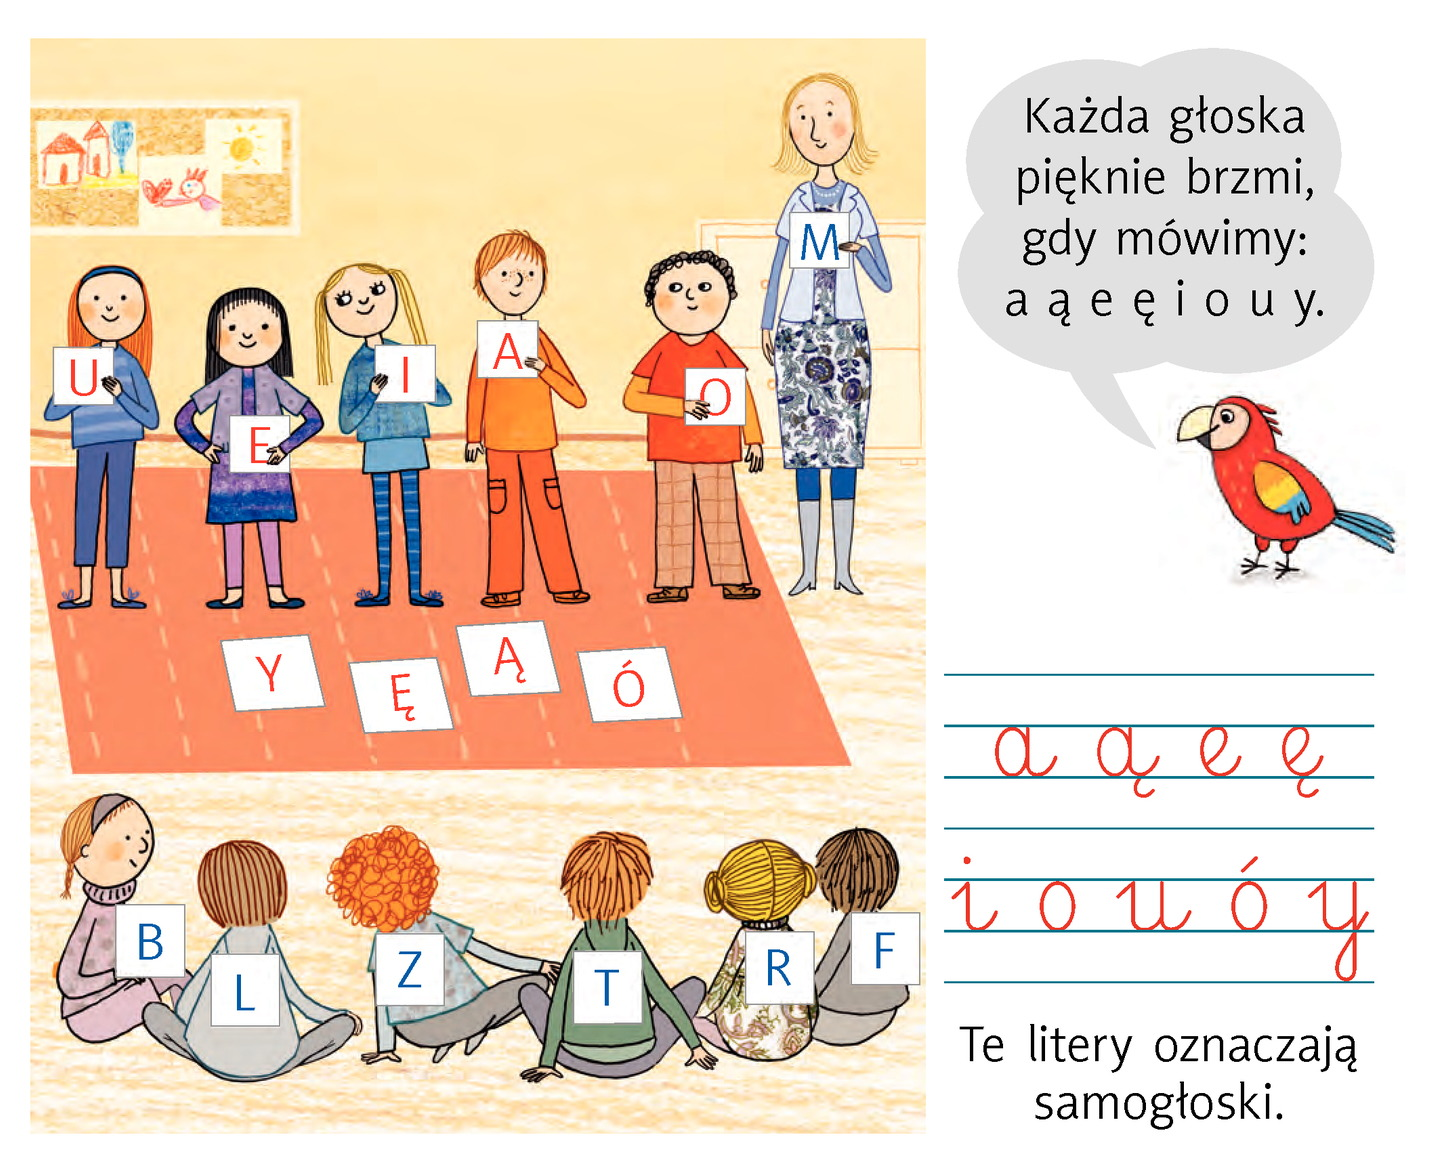 M
U
E
I
A
O
Y
Ę
Ą
Ó
B
L
Z
T
R
F
Każda głoska
pięknie brzmi,
gdy mówimy:
a ą e ę i o u y.
a ą e ę
i o u ó y
Te litery oznaczają
samogłoski.